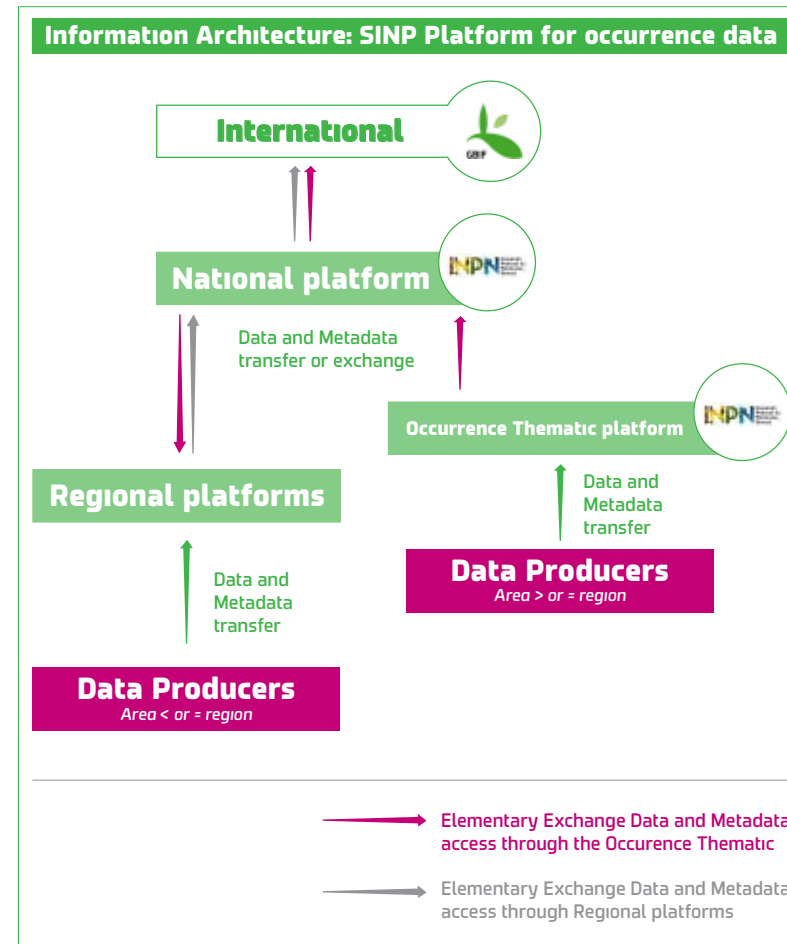 Information Architecture: SINP Platform for occurrence data
International
GBIF
National platform
INPN
Data and Metadata
transfer or exchange
Occurrence Thematic platform
INPN
Regional platforms
Data and
Metadata
transfer
Data Producers
Area > or = region
Data and
Metadata
transfer
Data Producers
Area < or = region
Elementary Exchange Data and Metadata
access through the Occurence Thematic
Elementary Exchange Data and Metadata
access through Regional platforms